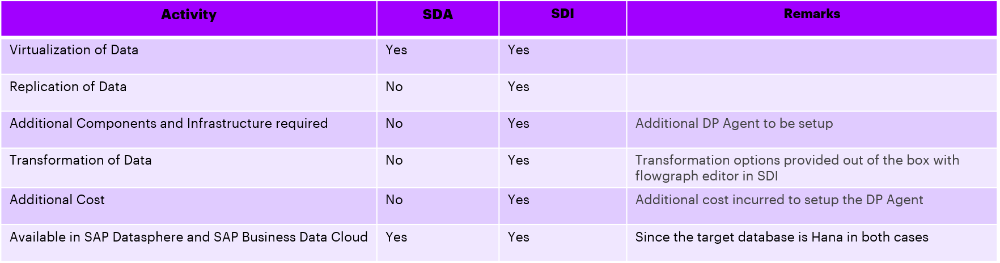 Activity SDA SDI Remarks
Virtualization of Data Yes Yes
Replication of Data No Yes
Additional Components and Infrastructure required No Yes Additional DP Agent to be setup
Transformation of Data No Yes Transformation options provided out of the box with
flowgraph editor in SDI
Additional Cost No Yes Additional cost incurred to setup the DP Agent
Available in SAP Datasphere and SAP Business Data Cloud Yes Yes Since the target database is Hana in both cases